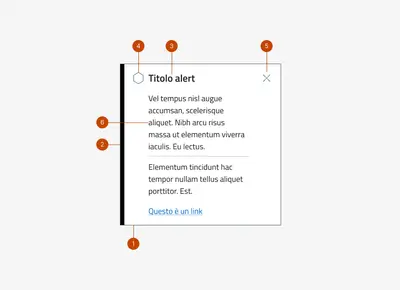 4
3
5
Titolo alert
Vel tempus nisl augue
accumsan, scelerisque
6
aliquet. Nibh arcu risus
massa ut elementum viverra
2
iaculis. Eu lectus.
Elementum tincidunt hac
tempor nullam tellus aliquet
porttitor. Est.
Questo è un link
1